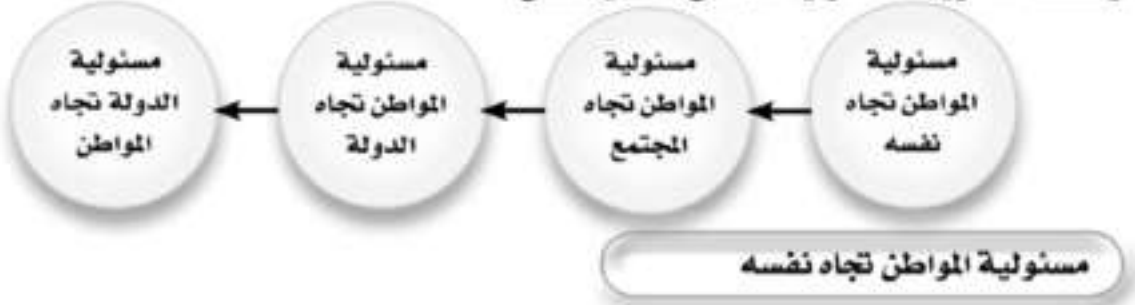 مسئولية
المواطن تجاه
نفسه
مسئولية
المواطن تجاه
المجتمع
مسئولية
المواطن تجاه
الدولة
مسئولية
الدولة تجاه
المواطن
مسئولية المواطن تجاه نفسه